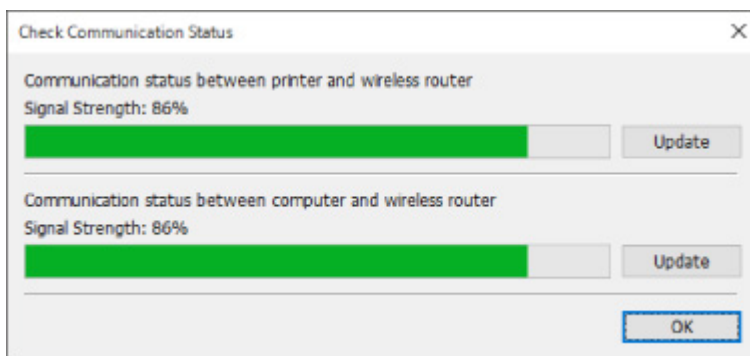 Check Communication Status
Communication status between printer and wireless router
Signal Strength: 86%
Update
Communication status between computer and wireless router
Signal Strength: 86%
Update
OK